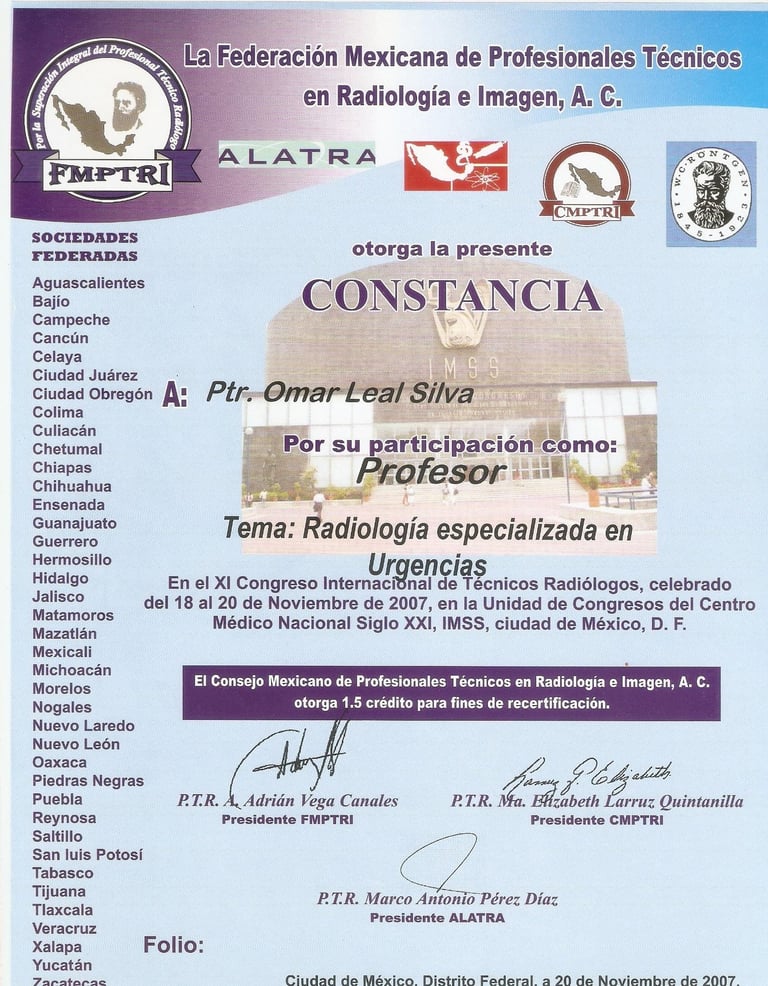 La Federación Mexicana de Profesionales Técnicos
en Radiología e Imagen, A. C.
Por la Superación Integral del Profesional Técnico Radiólogo
FMPTRI
ALATRA
CMPTRI
W.C. RÖNTGEN
1845-1923
SOCIEDADES
FEDERADAS
Aguascalientes
Bajío
Campeche
Cancún
Celaya
Ciudad Juárez
Ciudad Obregón
Colima
Culiacán
Chetumal
Chiapas
Chihuahua
Ensenada
Guanajuato
Guerrero
Hermosillo
Hidalgo
Jalisco
Matamoros
Mazatlán
Mexicali
Michoacán
Morelos
Nogales
Nuevo Laredo
Nuevo León
Oaxaca
Piedras Negras
Puebla
Reynosa
Saltillo
San luis Potosí
Tabasco
Tijuana
Tlaxcala
Veracruz
Xalapa
Yucatán
Zacatecas
otorga la presente
CONSTANCIA
IMSS
A: Ptr. Omar Leal Silva
Por su participación como:
Profesor
Tema: Radiología especializada en
Urgencias
En el XI Congreso Internacional de Técnicos Radiólogos, celebrado
del 18 al 20 de Noviembre de 2007, en la Unidad de Congresos del Centro
Médico Nacional Siglo XXI, IMSS, ciudad de México, D. F.
El Consejo Mexicano de Profesionales Técnicos en Radiología e Imagen, A. C.
otorga 1.5 crédito para fines de recertificación.
P.T.R. A. Adrián Vega Canales
Presidente FMPTRI
P.T.R. Ma. Elizabeth Larruz Quintanilla
Presidente CMPTRI
P.T.R. Marco Antonio Pérez Díaz
Presidente ALATRA
Folio:
Ciudad de México, Distrito Federal, a 20 de Noviembre de 2007.